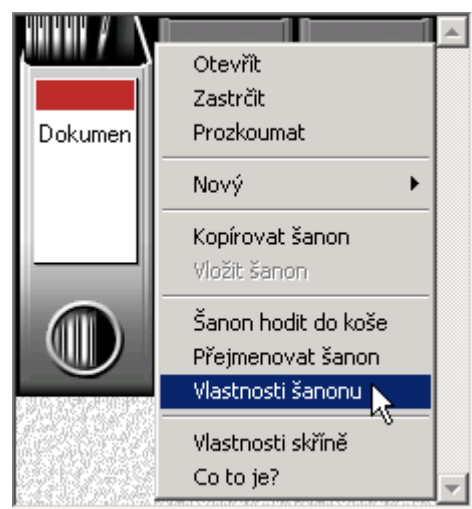 Dokumen
Otevřít
Zastrčit
Prozkoumat
Nový
Kopírovat šanon
Vložit šanon
Šanon hodit do koše
Přejmenovat šanon
Vlastnosti šanonu
Vlastnosti skříně
Co to je?